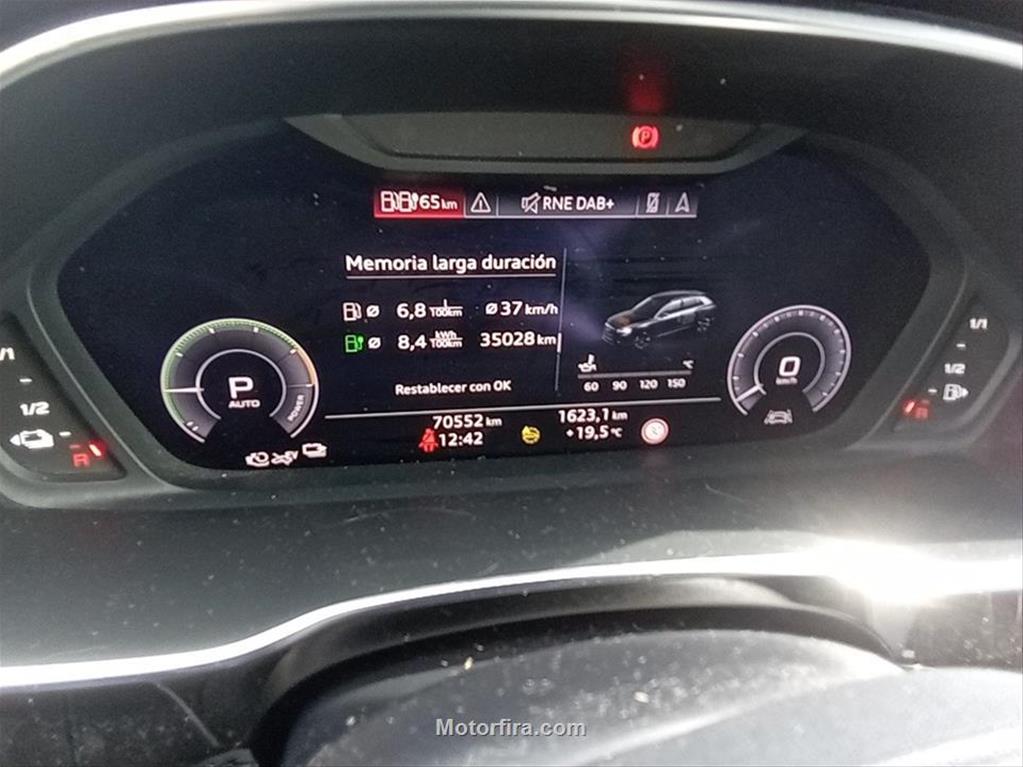 65 km RNE DAB+
Memoria larga duración
Ø 6,8 l/100km Ø 37 km/h
Ø 8,4 kWh/100km 35028 km
Restablecer con OK
60 90 120 150 °C
P
AUTO
POWER
0
km/h
70552 km 1623,1 km
12:42 +19,5 °C
EV
1/1
1/2
R
1/1
1/2
R
P
Motorfira.com